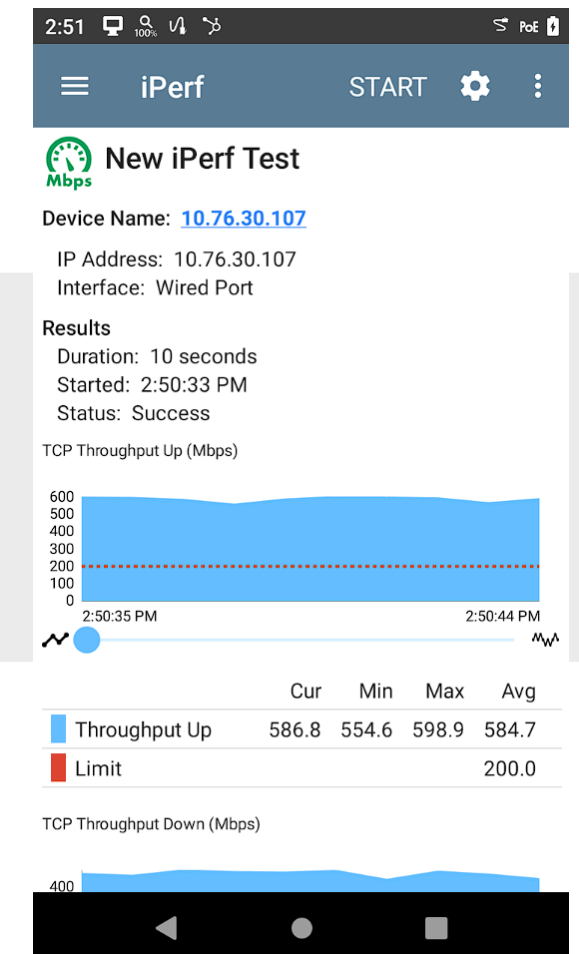 2:51 100% PoE
iPerf START
Mbps
New iPerf Test
Device Name: 10.76.30.107
IP Address: 10.76.30.107
Interface: Wired Port
Results
Duration: 10 seconds
Started: 2:50:33 PM
Status: Success
TCP Throughput Up (Mbps)
600
500
400
300
200
100
0
2:50:35 PM 2:50:44 PM
Cur Min Max Avg
Throughput Up 586.8 554.6 598.9 584.7
Limit 200.0
TCP Throughput Down (Mbps)
400